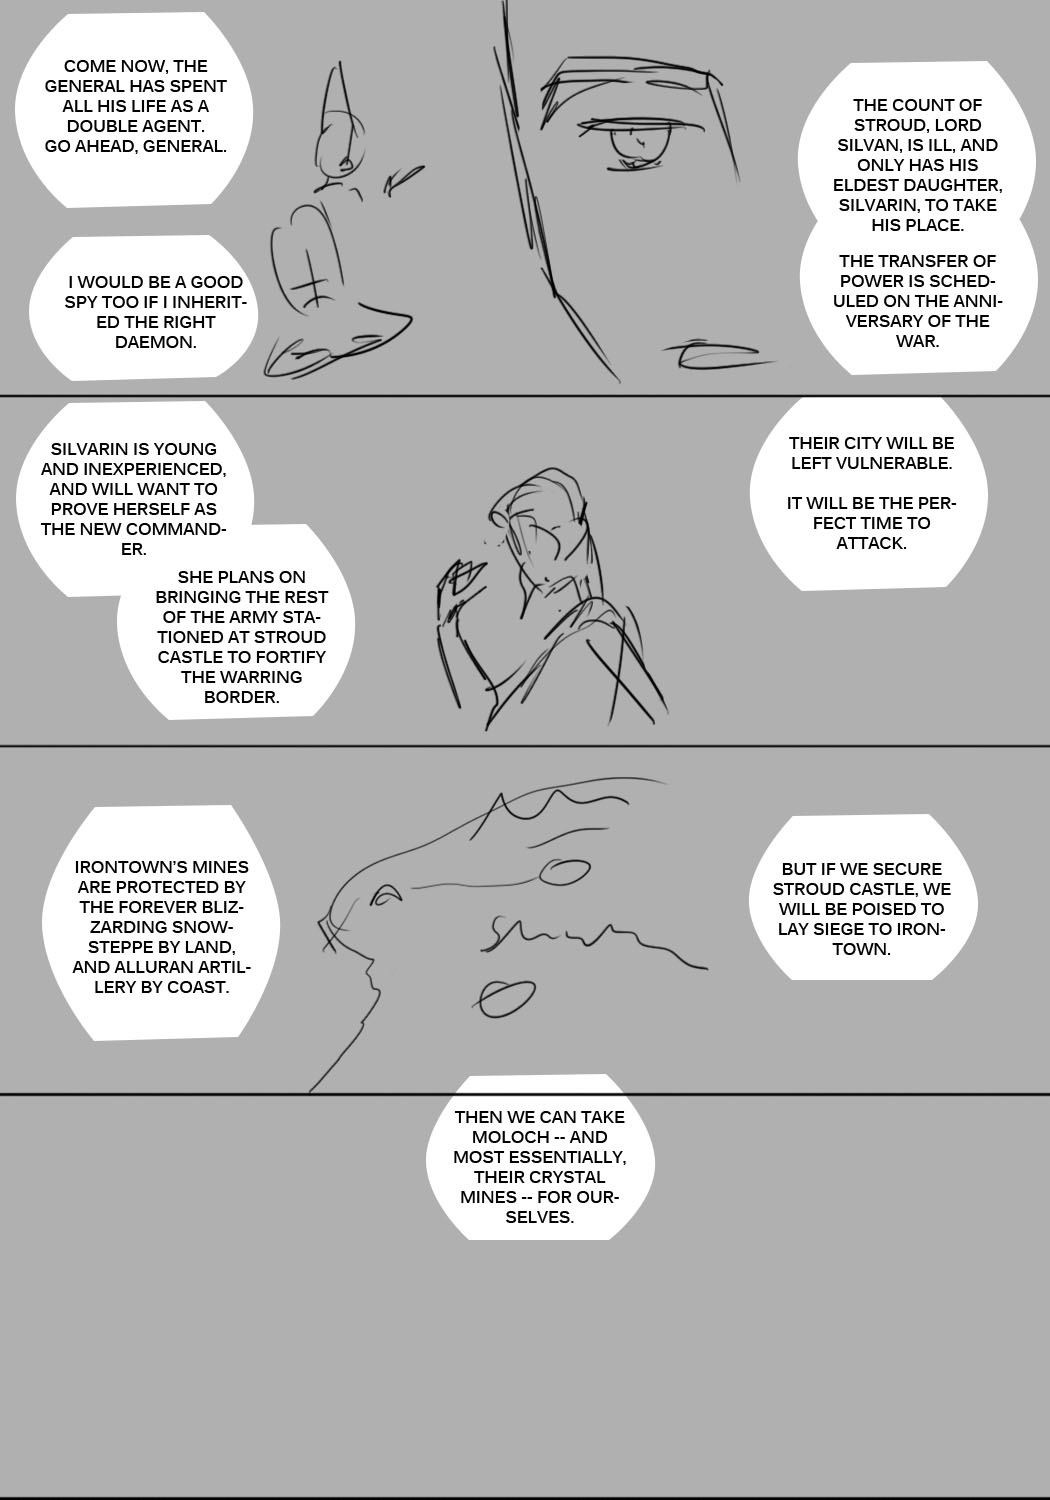 COME NOW, THE
GENERAL HAS SPENT
ALL HIS LIFE AS A
DOUBLE AGENT.
GO AHEAD, GENERAL.
I WOULD BE A GOOD
SPY TOO IF I INHERIT-
ED THE RIGHT
DAEMON.
THE COUNT OF
STROUD, LORD
SILVAN, IS ILL, AND
ONLY HAS HIS
ELDEST DAUGHTER,
SILVARIN, TO TAKE
HIS PLACE.
THE TRANSFER OF
POWER IS SCHED-
ULED ON THE ANNI-
VERSARY OF THE
WAR.
SILVARIN IS YOUNG
AND INEXPERIENCED,
AND WILL WANT TO
PROVE HERSELF AS
THE NEW COMMAND-
ER.
SHE PLANS ON
BRINGING THE REST
OF THE ARMY STA-
TIONED AT STROUD
CASTLE TO FORTIFY
THE WARRING
BORDER.
THEIR CITY WILL BE
LEFT VULNERABLE.
IT WILL BE THE PER-
FECT TIME TO
ATTACK.
IRONTOWN'S MINES
ARE PROTECTED BY
THE FOREVER BLIZ-
ZARDING SNOW-
STEPPE BY LAND,
AND ALLURAN ARTIL-
LERY BY COAST.
BUT IF WE SECURE
STROUD CASTLE, WE
WILL BE POISED TO
LAY SIEGE TO IRON-
TOWN.
THEN WE CAN TAKE
MOLOCH -- AND
MOST ESSENTIALLY,
THEIR CRYSTAL
MINES -- FOR OUR-
SELVES.